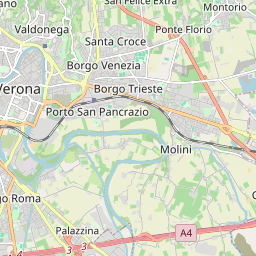 San Felice Extra
Montorio
Valdonega
Ponte Florio
Santa Croce
Borgo Venezia
Verona
Borgo Trieste
Porto San Pancrazio
Molini
go Roma
Palazzina
A4